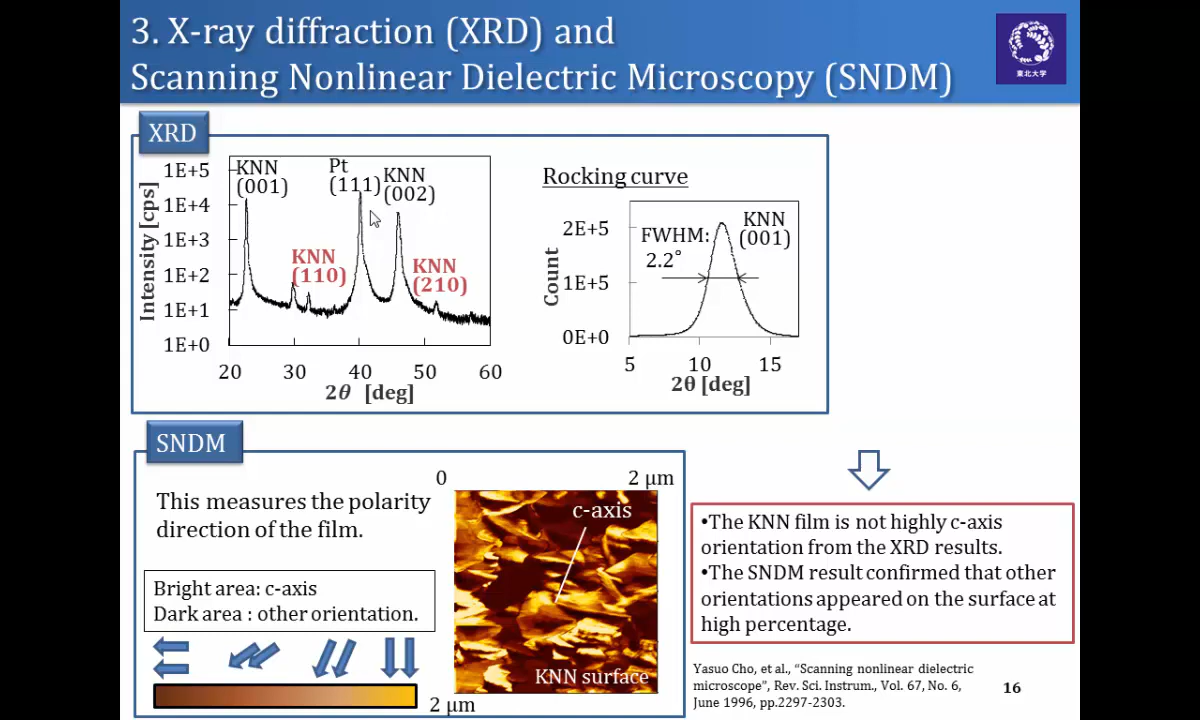 3. X-ray diffraction (XRD) and
Scanning Nonlinear Dielectric Microscopy (SNDM)
東北大学
XRD
Intensity [cps]
1E+5
1E+4
1E+3
1E+2
1E+1
1E+0
KNN
(001)
Pt
(111)
KNN
(002)
KNN
(110)
KNN
(210)
20 30 40 50 60
2θ [deg]
Rocking curve
Count
2E+5
1E+5
0E+0
FWHM:
2.2°
KNN
(001)
5 10 15
2θ [deg]
SNDM
This measures the polarity
direction of the film.
Bright area: c-axis
Dark area : other orientation.
0 2 μm
c-axis
KNN surface
2 μm
•The KNN film is not highly c-axis
orientation from the XRD results.
•The SNDM result confirmed that other
orientations appeared on the surface at
high percentage.
Yasuo Cho, et al., “Scanning nonlinear dielectric
microscope”, Rev. Sci. Instrum., Vol. 67, No. 6,
June 1996, pp.2297-2303.
16